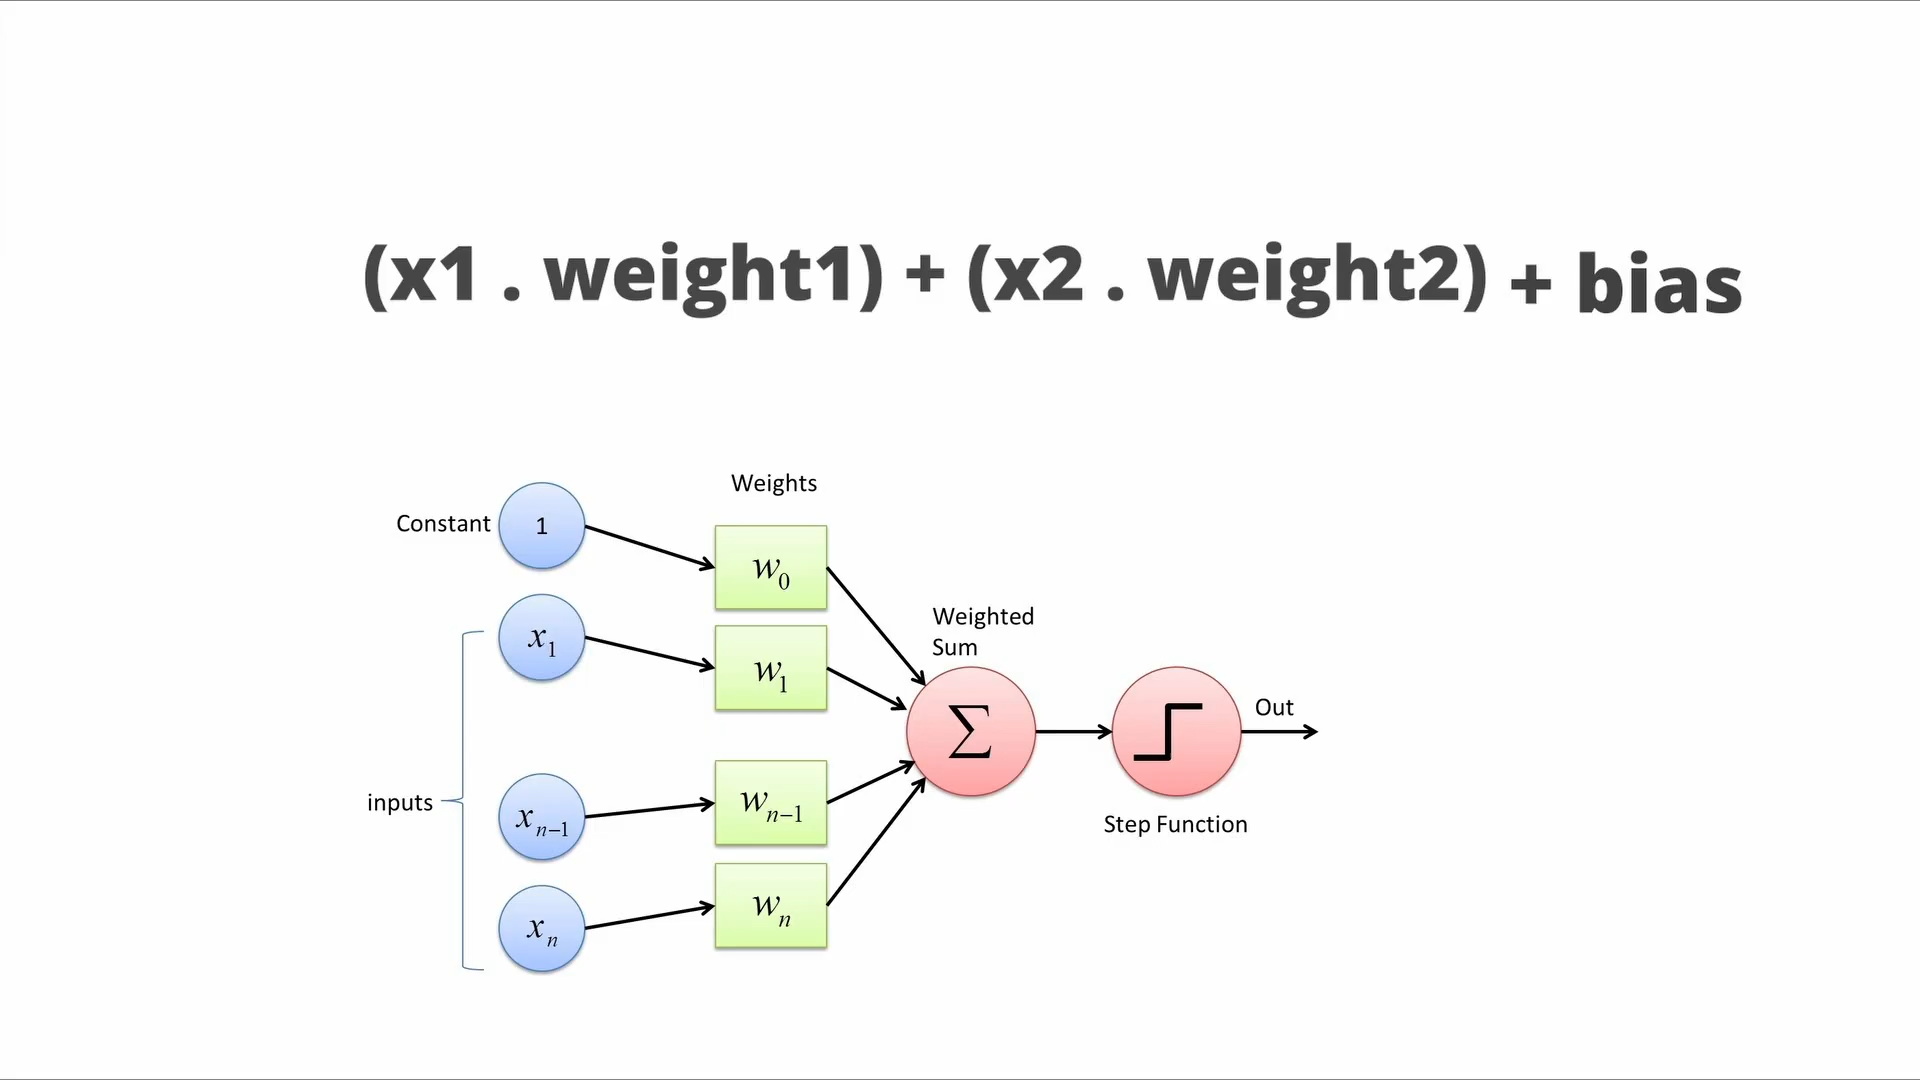 (x1 . weight1) + (x2 . weight2) + bias
Weights
Constant
1
w0
x1
w1
Weighted
Sum
∑
Out
inputs
xn−1
wn−1
Step Function
xn
wn